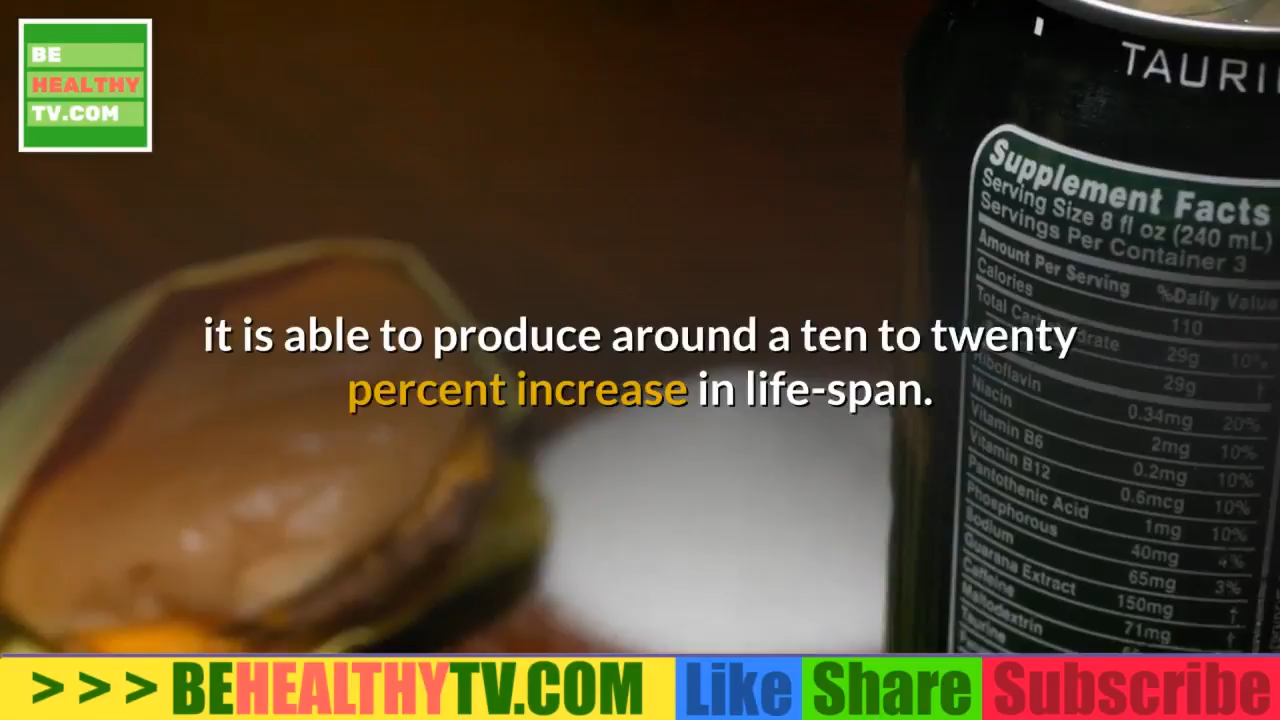 BE
HEALTHY
TV.COM
Supplement Facts
Serving Size 8 fl oz (240 mL)
Servings Per Container 3
Amount Per Serving %Daily Value
Calories 110
Total 29g 10%
29g †
Riboflavin 0.34mg 20%
Niacin 2mg 10%
Vitamin B6 0.2mg 10%
Vitamin B12 0.6mcg 10%
Pantothenic Acid 1mg 10%
Phosphorous 40mg 4%
Sodium 65mg 3%
Guarana Extract 150mg †
Caffeine 71mg †
Maltodextrin
Taurine
it is able to produce around a ten to twenty
percent increase in life-span.
> > > BEHEALTHYTV.COM Like Share Subscribe